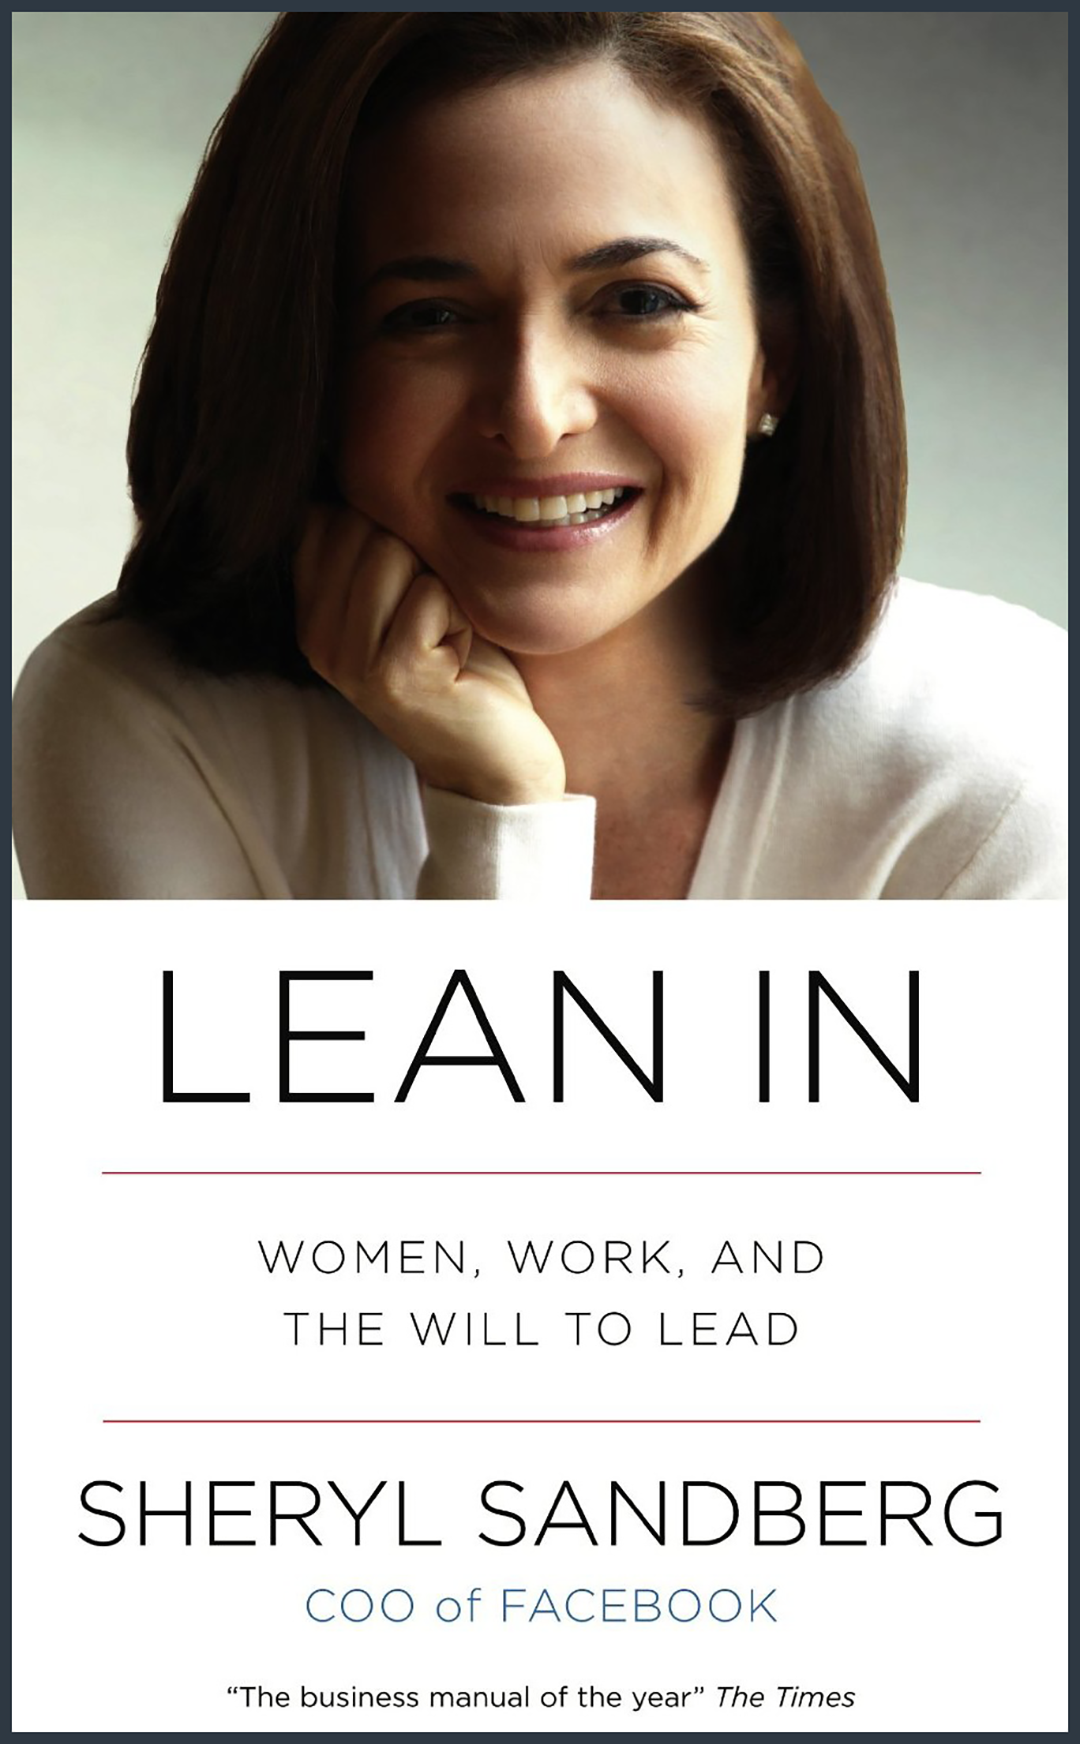 LEAN IN
WOMEN, WORK, AND
THE WILL TO LEAD
SHERYL SANDBERG
COO of FACEBOOK
“The business manual of the year” The Times